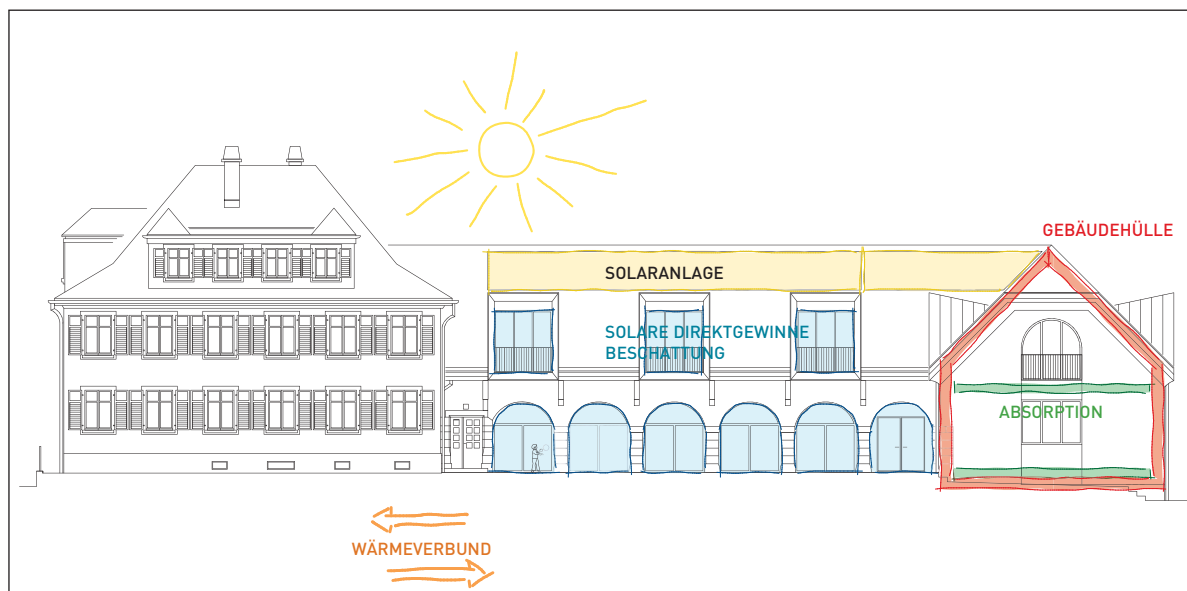 GEBÄUDEHÜLLE
SOLARANLAGE
SOLARE DIREKTGEWINNE
BESCHATTUNG
ABSORPTION
WÄRMEVERBUND